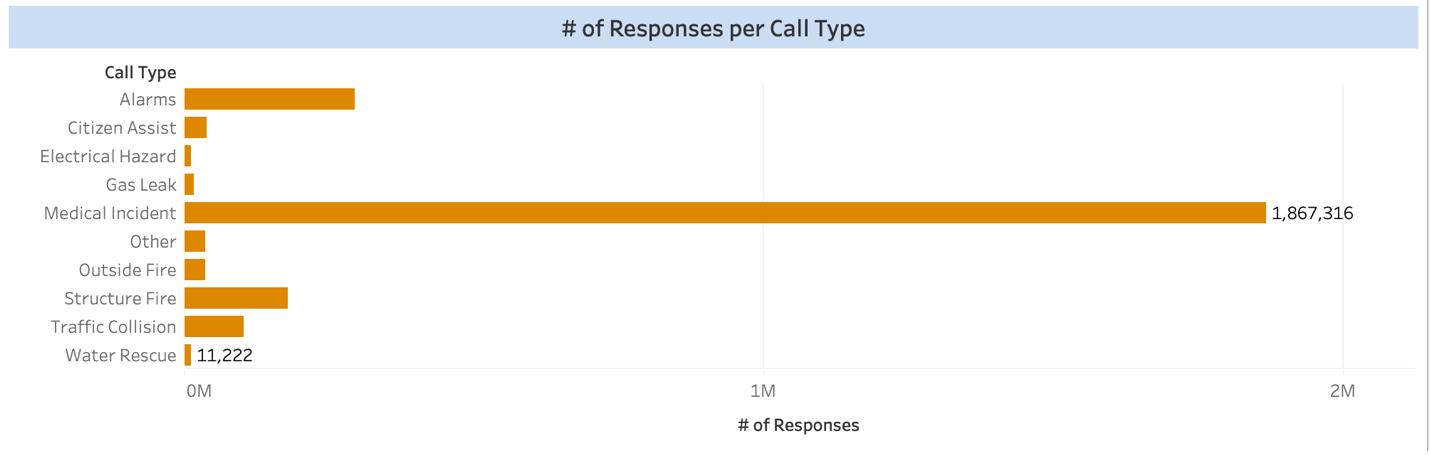 # of Responses per Call Type
Call Type
Alarms
Citizen Assist
Electrical Hazard
Gas Leak
Medical Incident 1,867,316
Other
Outside Fire
Structure Fire
Traffic Collision
Water Rescue 11,222
0M 1M 2M
# of Responses